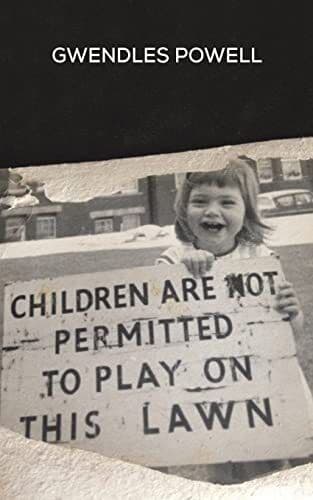 GWENDLES POWELL
CHILDREN ARE NOT
PERMITTED
TO PLAY ON
THIS LAWN